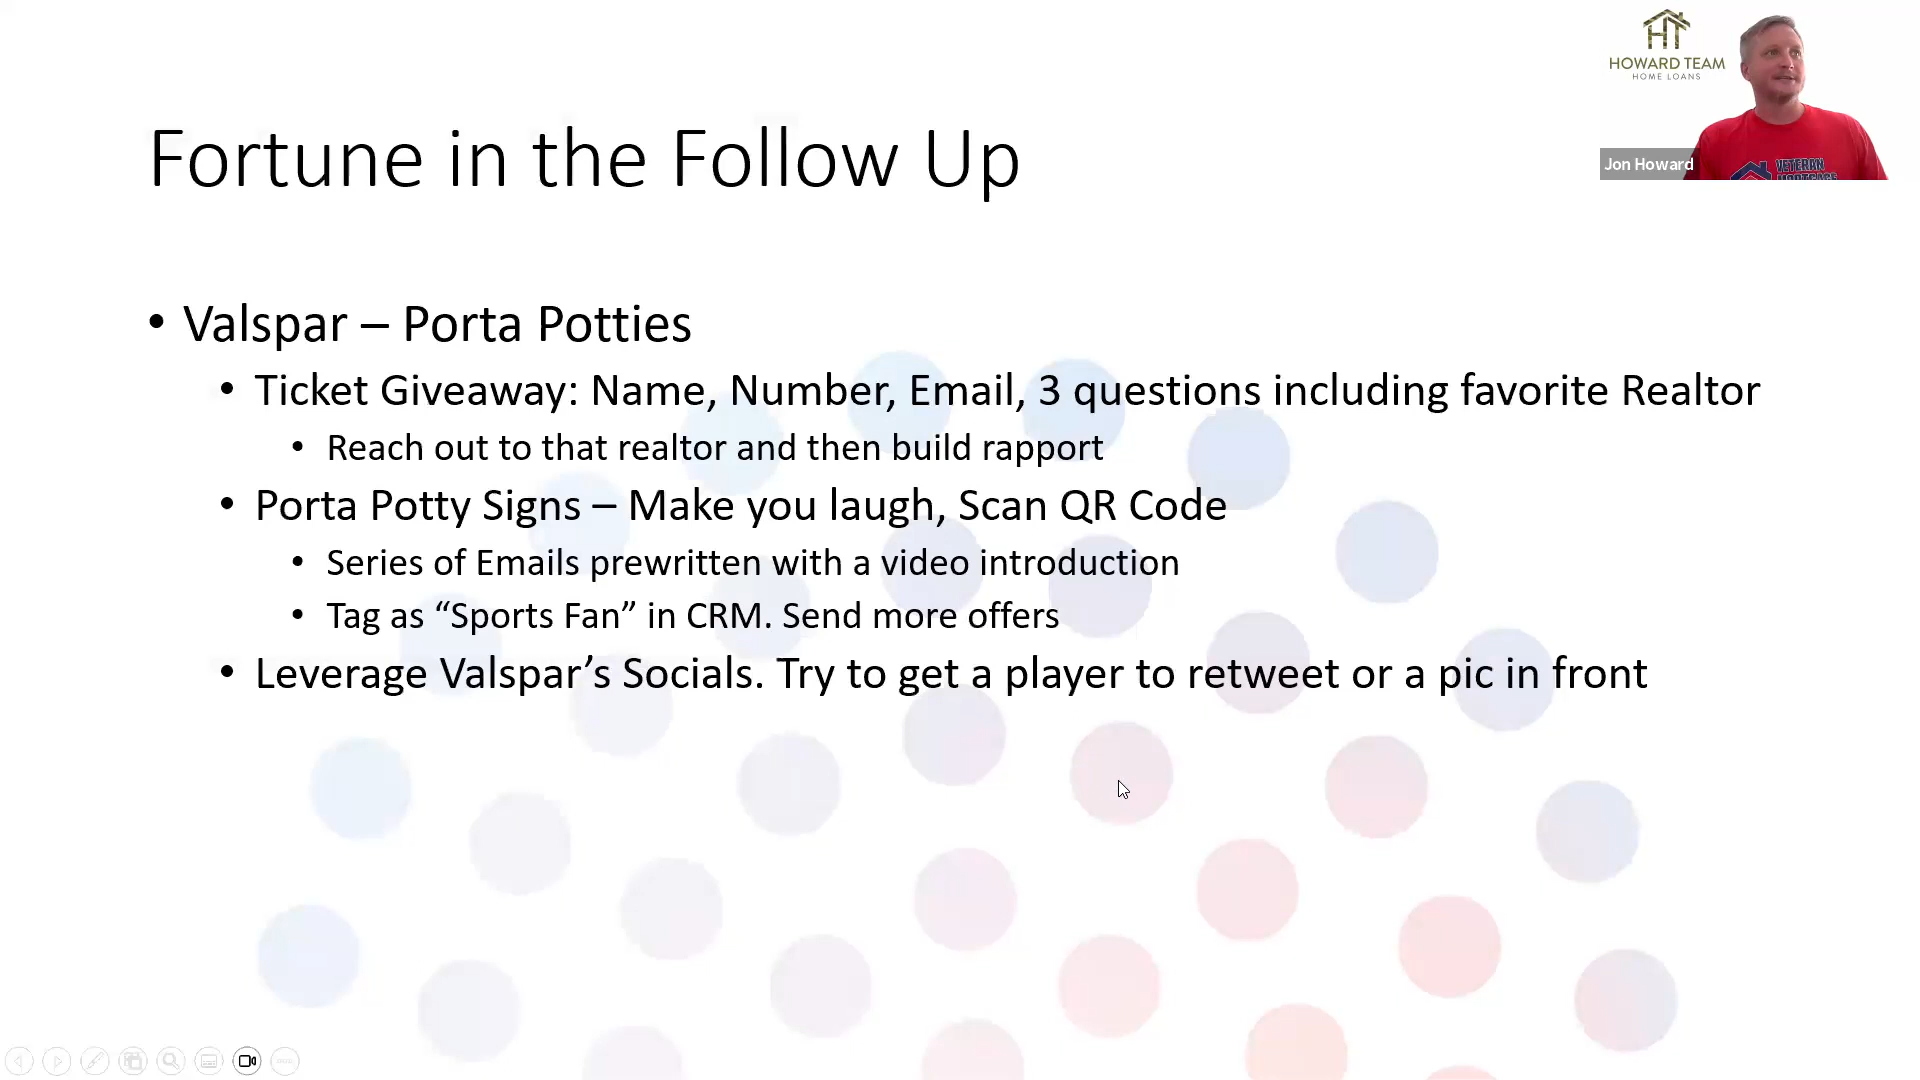 HT
HOWARD TEAM
HOME LOANS
Jon Howard
VETERAN
MORTGAGE
Fortune in the Follow Up
• Valspar – Porta Potties
• Ticket Giveaway: Name, Number, Email, 3 questions including favorite Realtor
• Reach out to that realtor and then build rapport
• Porta Potty Signs – Make you laugh, Scan QR Code
• Series of Emails prewritten with a video introduction
• Tag as “Sports Fan” in CRM. Send more offers
• Leverage Valspar’s Socials. Try to get a player to retweet or a pic in front